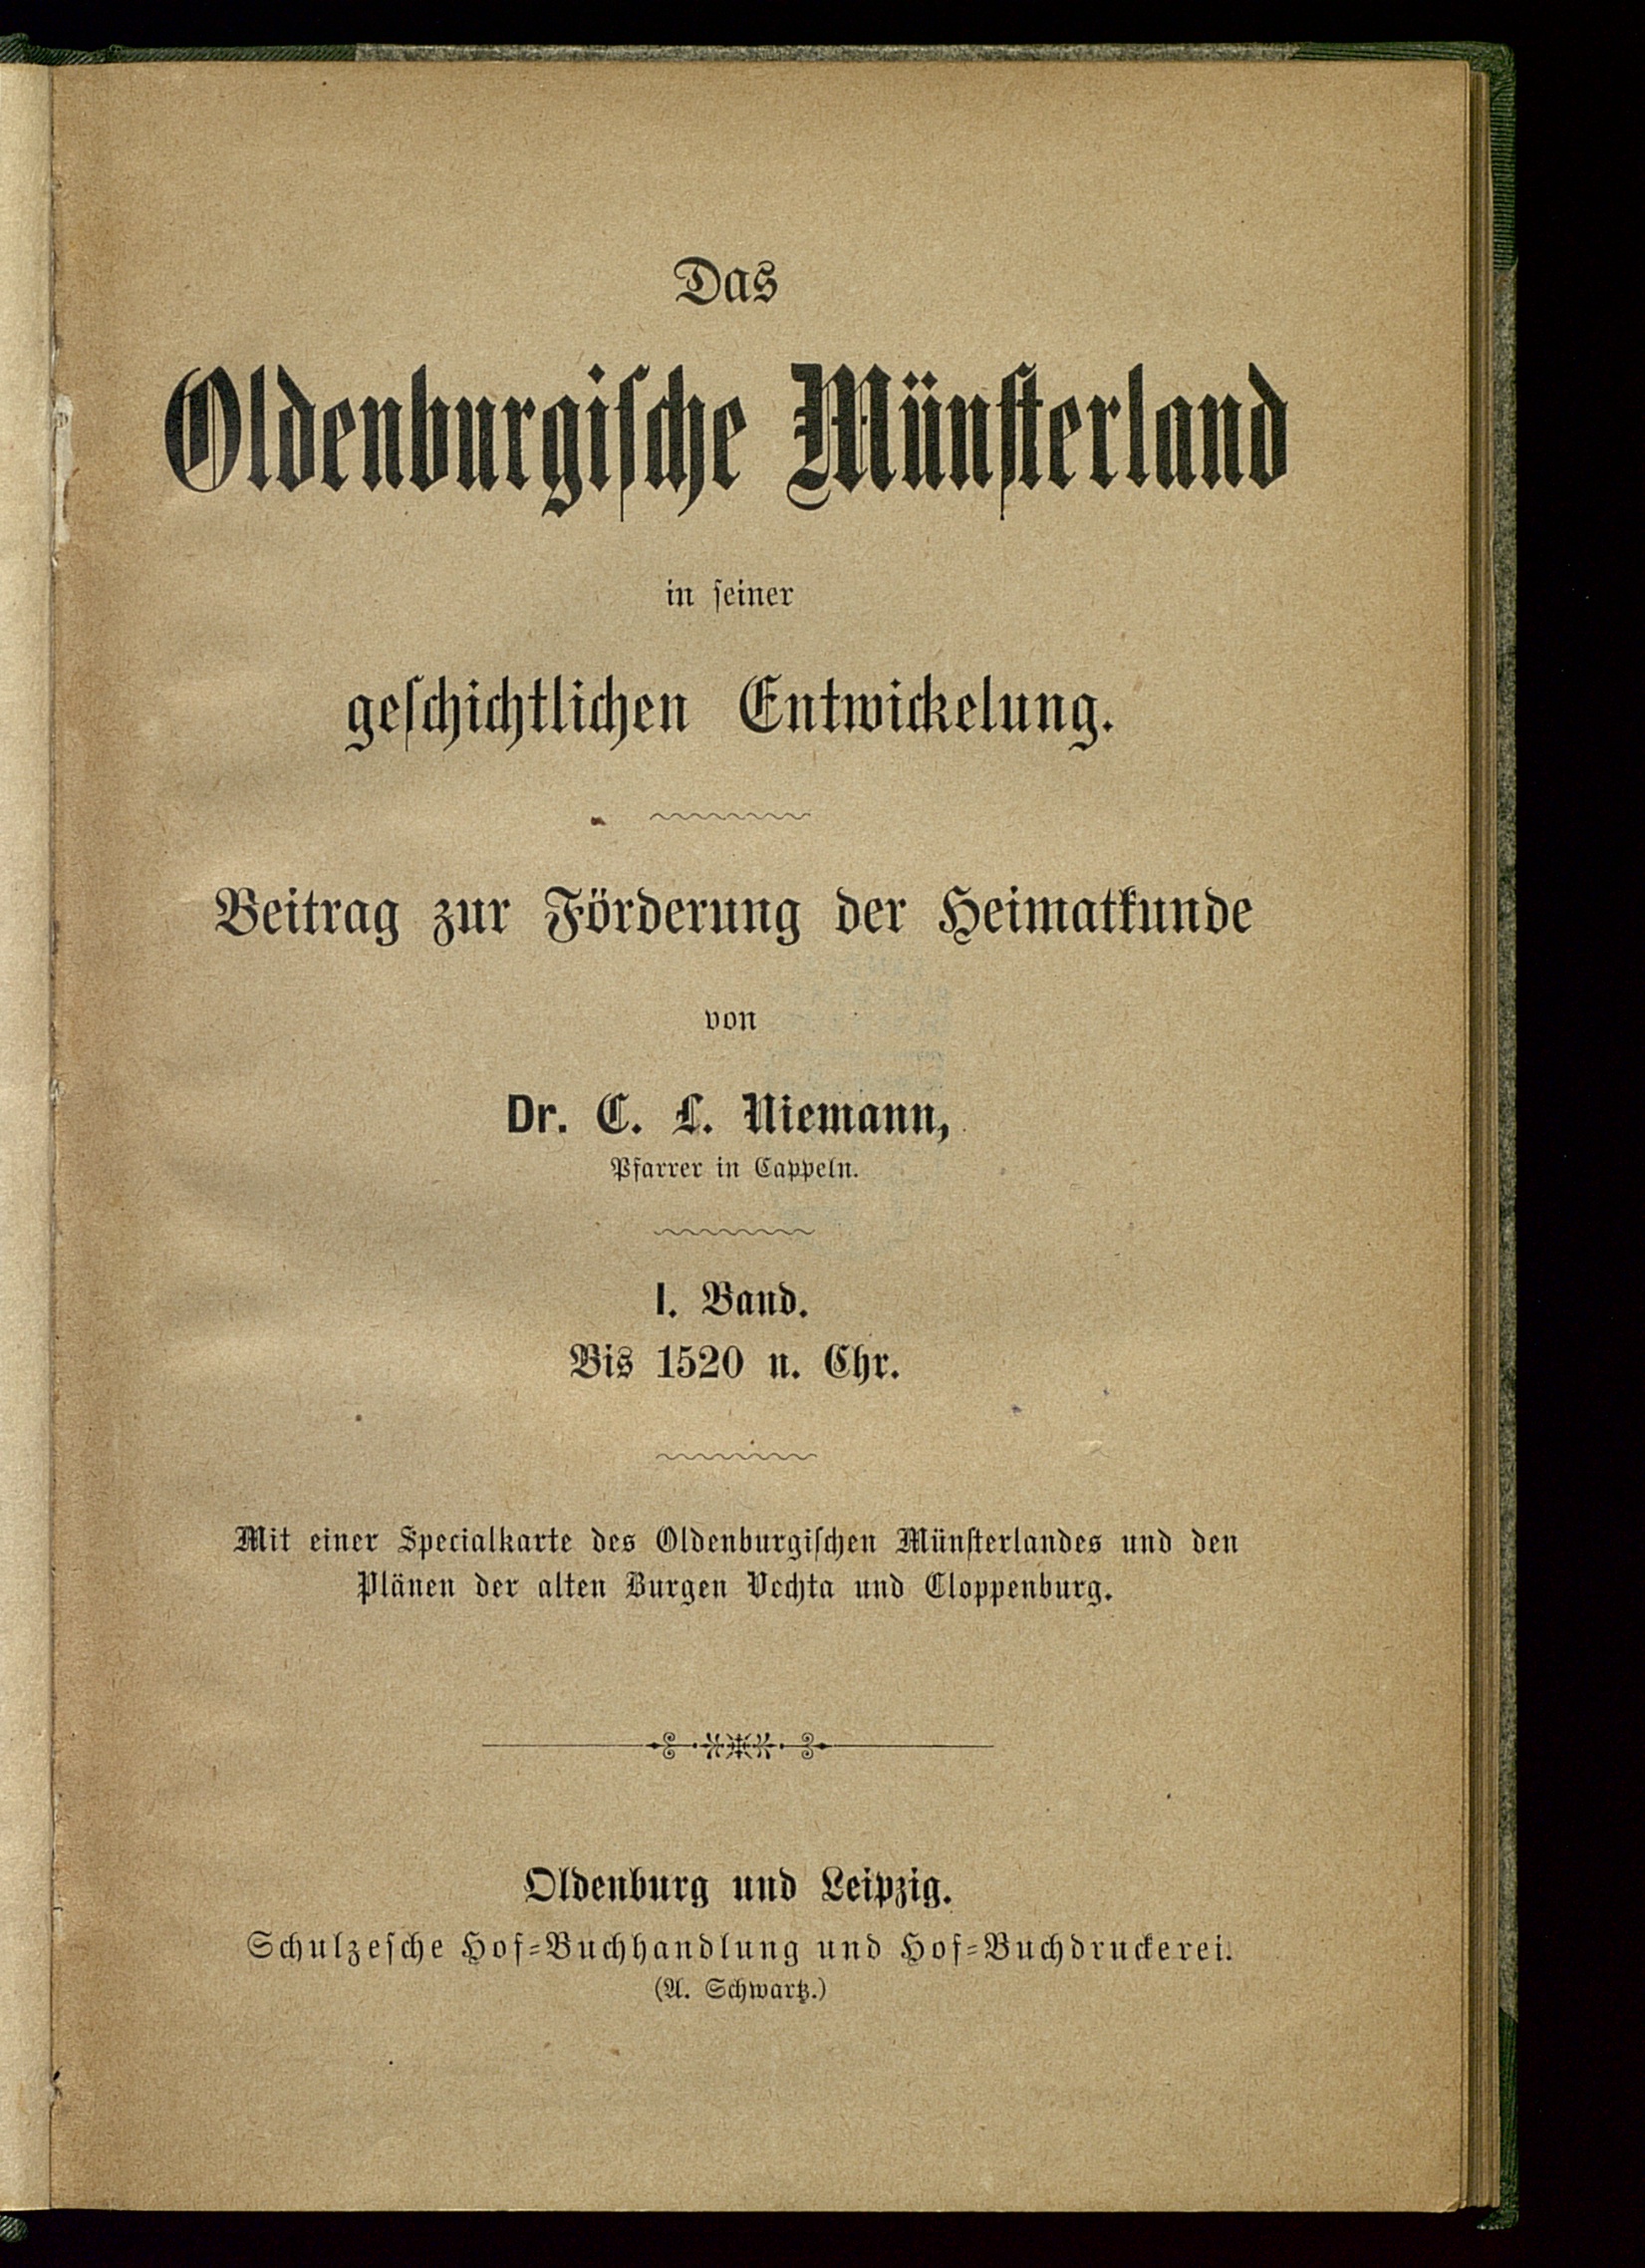 Das
Oldenburgische Münsterland
in seiner
geschichtlichen Entwickelung.
Beitrag zur Förderung der Heimatkunde
von
Dr. C. L. Niemann,
Pfarrer in Cappeln.
I. Band.
Bis 1520 n. Chr.
Mit einer Specialkarte des Oldenburgischen Münsterlandes und den
Plänen der alten Burgen Vechta und Cloppenburg.
Oldenburg und Leipzig.
Schulzesche Hof-Buchhandlung und Hof-Buchdruckerei.
(A. Schwartz.)